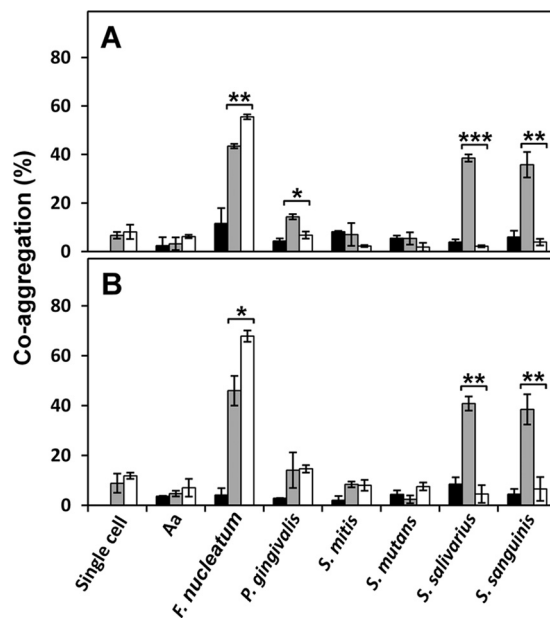 A
80
60
40
20
0
** * *** **
B
80
60
40
20
0
* ** **
Co-aggregation (%)
Single cell
Aa
F. nucleatum
P. gingivalis
S. mitis
S. mutans
S. salivarius
S. sanguinis